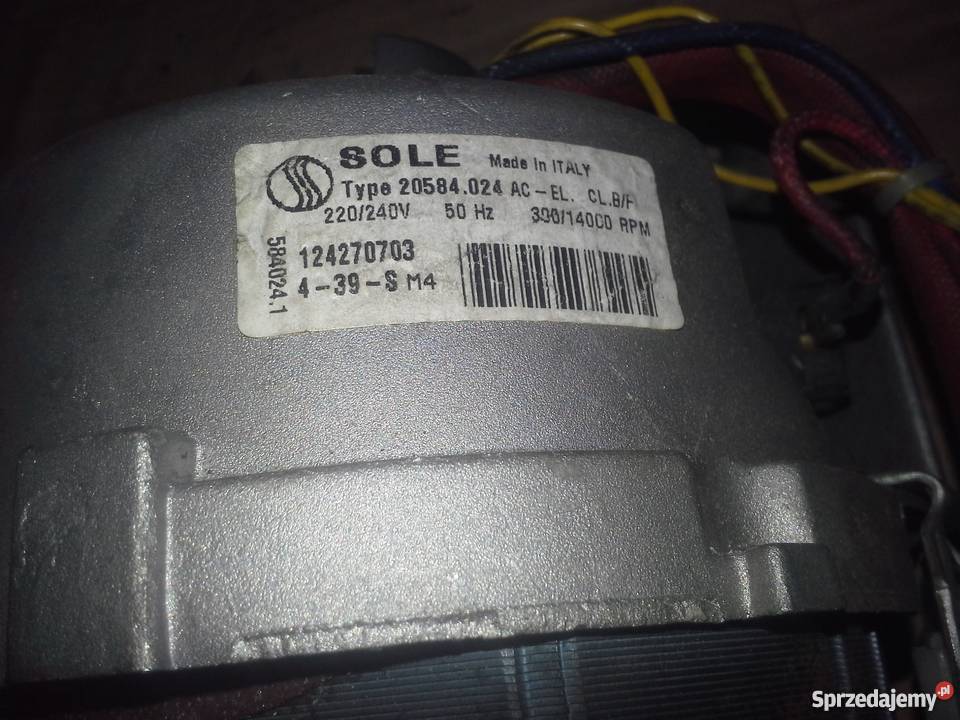 SOLE Made In ITALY
Type 20584.024 AC-EL. CL.B/F
220/240V 50 Hz 300/14000 RPM
584024.1
124270703
4-39-S M4
Sprzedajemy.pl